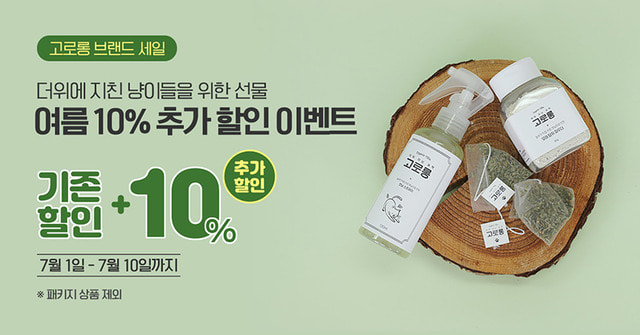 고로롱 브랜드 세일
더위에 지친 냥이들을 위한 선물
여름 10% 추가 할인 이벤트
기존
할인
+10%
추가
할인
7월 1일 - 7월 10일까지
※ 패키지 상품 제외
고로롱
고로롱
고로롱
고로롱